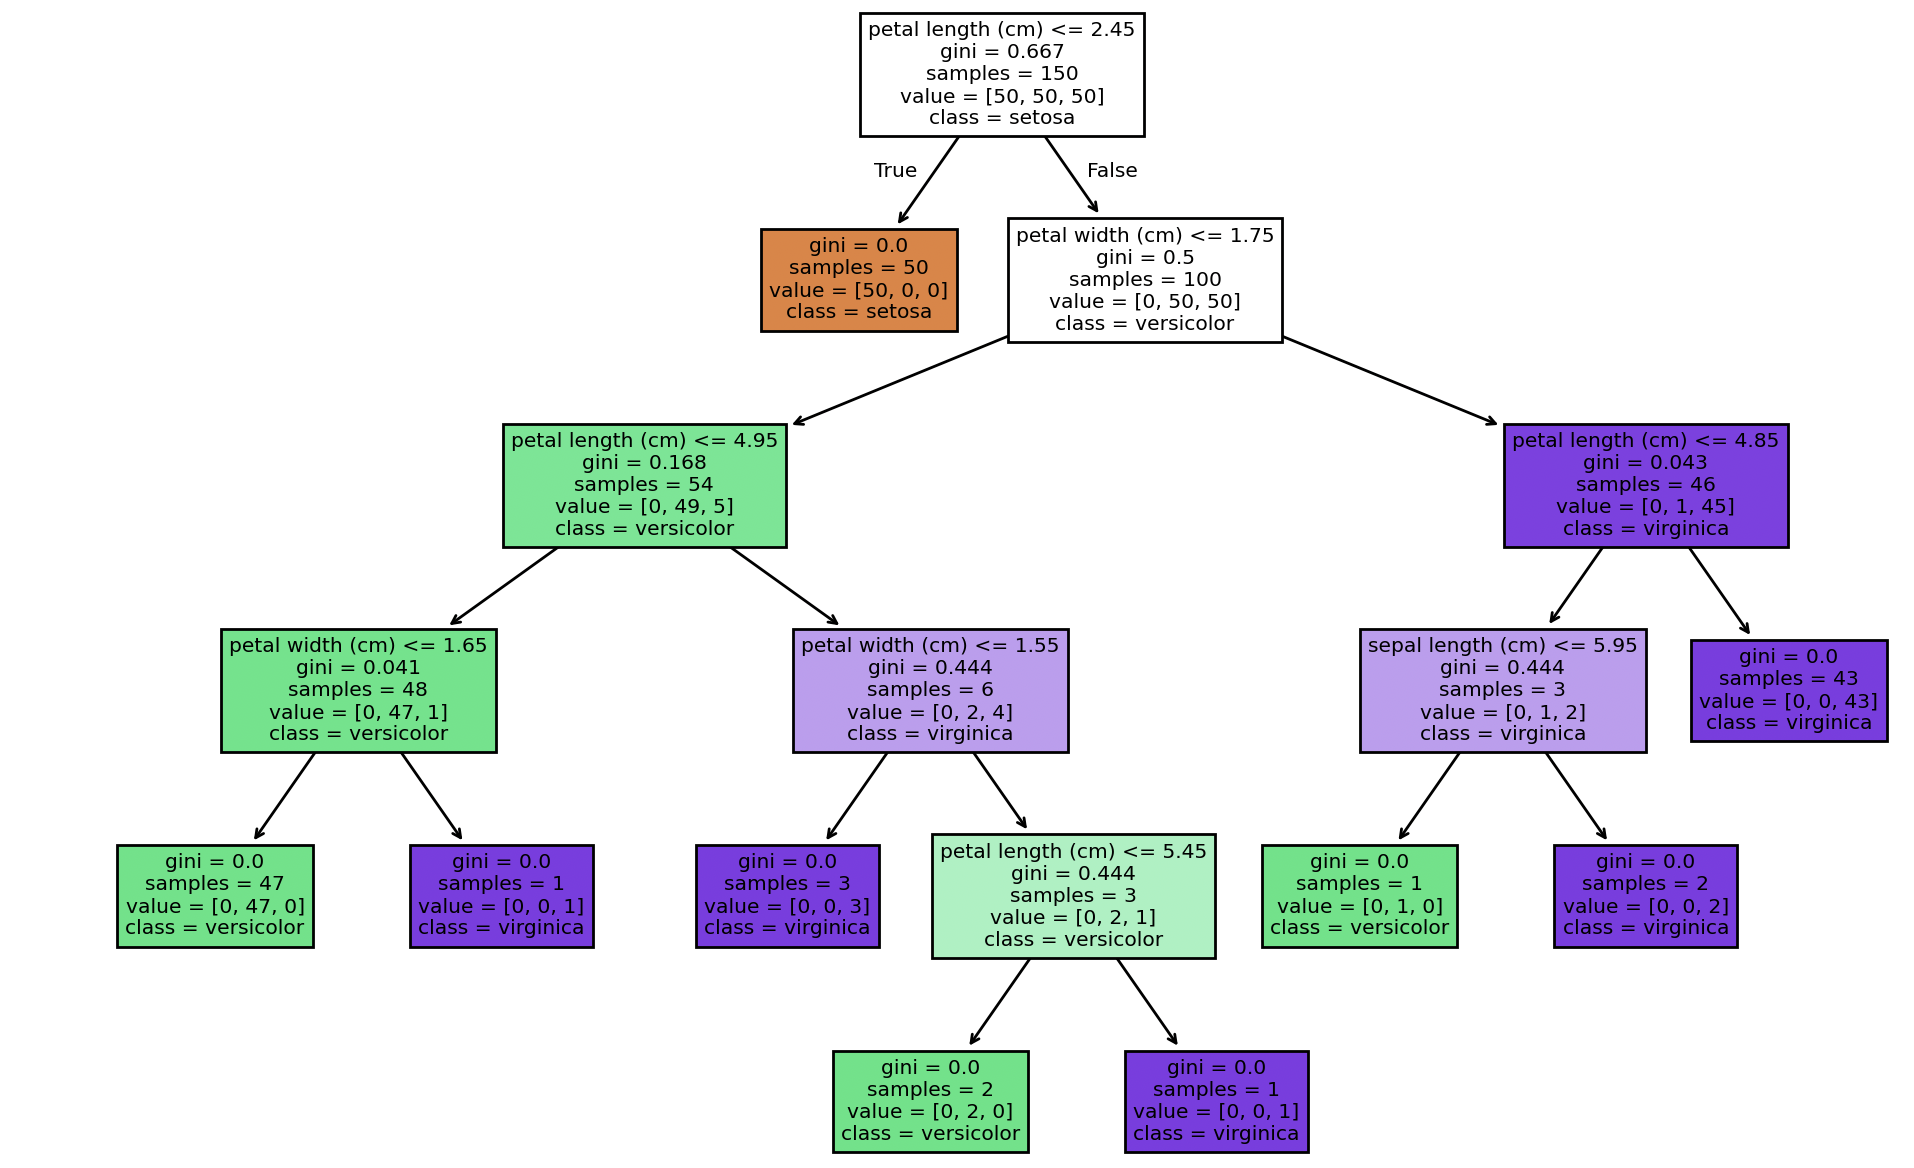 petal length (cm) <= 2.45
gini = 0.667
samples = 150
value = [50, 50, 50]
class = setosa
True
False
gini = 0.0
samples = 50
value = [50, 0, 0]
class = setosa
petal width (cm) <= 1.75
gini = 0.5
samples = 100
value = [0, 50, 50]
class = versicolor
petal length (cm) <= 4.95
gini = 0.168
samples = 54
value = [0, 49, 5]
class = versicolor
petal length (cm) <= 4.85
gini = 0.043
samples = 46
value = [0, 1, 45]
class = virginica
petal width (cm) <= 1.65
gini = 0.041
samples = 48
value = [0, 47, 1]
class = versicolor
petal width (cm) <= 1.55
gini = 0.444
samples = 6
value = [0, 2, 4]
class = virginica
sepal length (cm) <= 5.95
gini = 0.444
samples = 3
value = [0, 1, 2]
class = virginica
gini = 0.0
samples = 43
value = [0, 0, 43]
class = virginica
gini = 0.0
samples = 47
value = [0, 47, 0]
class = versicolor
gini = 0.0
samples = 1
value = [0, 0, 1]
class = virginica
gini = 0.0
samples = 3
value = [0, 0, 3]
class = virginica
petal length (cm) <= 5.45
gini = 0.444
samples = 3
value = [0, 2, 1]
class = versicolor
gini = 0.0
samples = 1
value = [0, 1, 0]
class = versicolor
gini = 0.0
samples = 2
value = [0, 0, 2]
class = virginica
gini = 0.0
samples = 2
value = [0, 2, 0]
class = versicolor
gini = 0.0
samples = 1
value = [0, 0, 1]
class = virginica